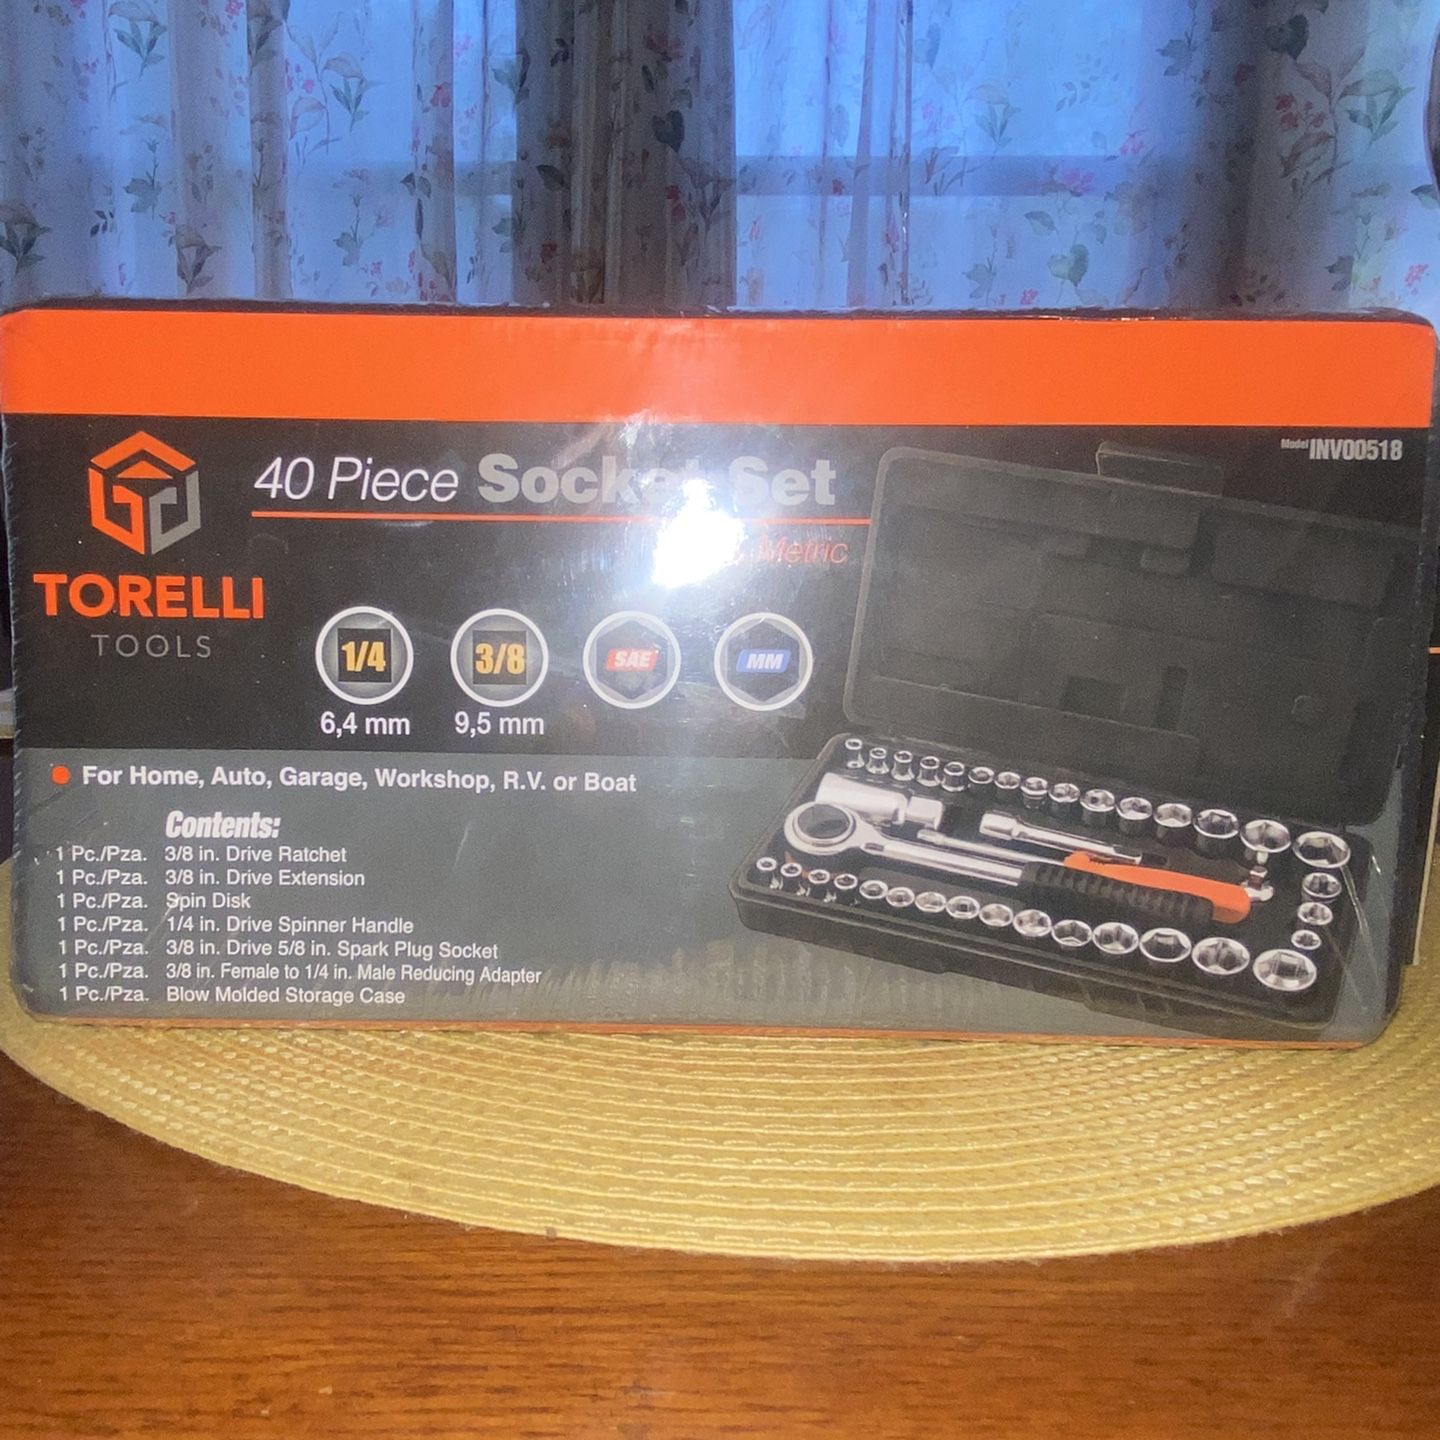 Model INV00518
40 Piece Socket Set
Metric
TORELLI
TOOLS
1/4 3/8 SAE MM
6,4 mm 9,5 mm
For Home, Auto, Garage, Workshop, R.V. or Boat
Contents:
1 Pc./Pza. 3/8 in. Drive Ratchet
1 Pc./Pza. 3/8 in. Drive Extension
1 Pc./Pza. Spin Disk
1 Pc./Pza. 1/4 in. Drive Spinner Handle
1 Pc./Pza. 3/8 in. Drive 5/8 in. Spark Plug Socket
1 Pc./Pza. 3/8 in. Female to 1/4 in. Male Reducing Adapter
1 Pc./Pza. Blow Molded Storage Case